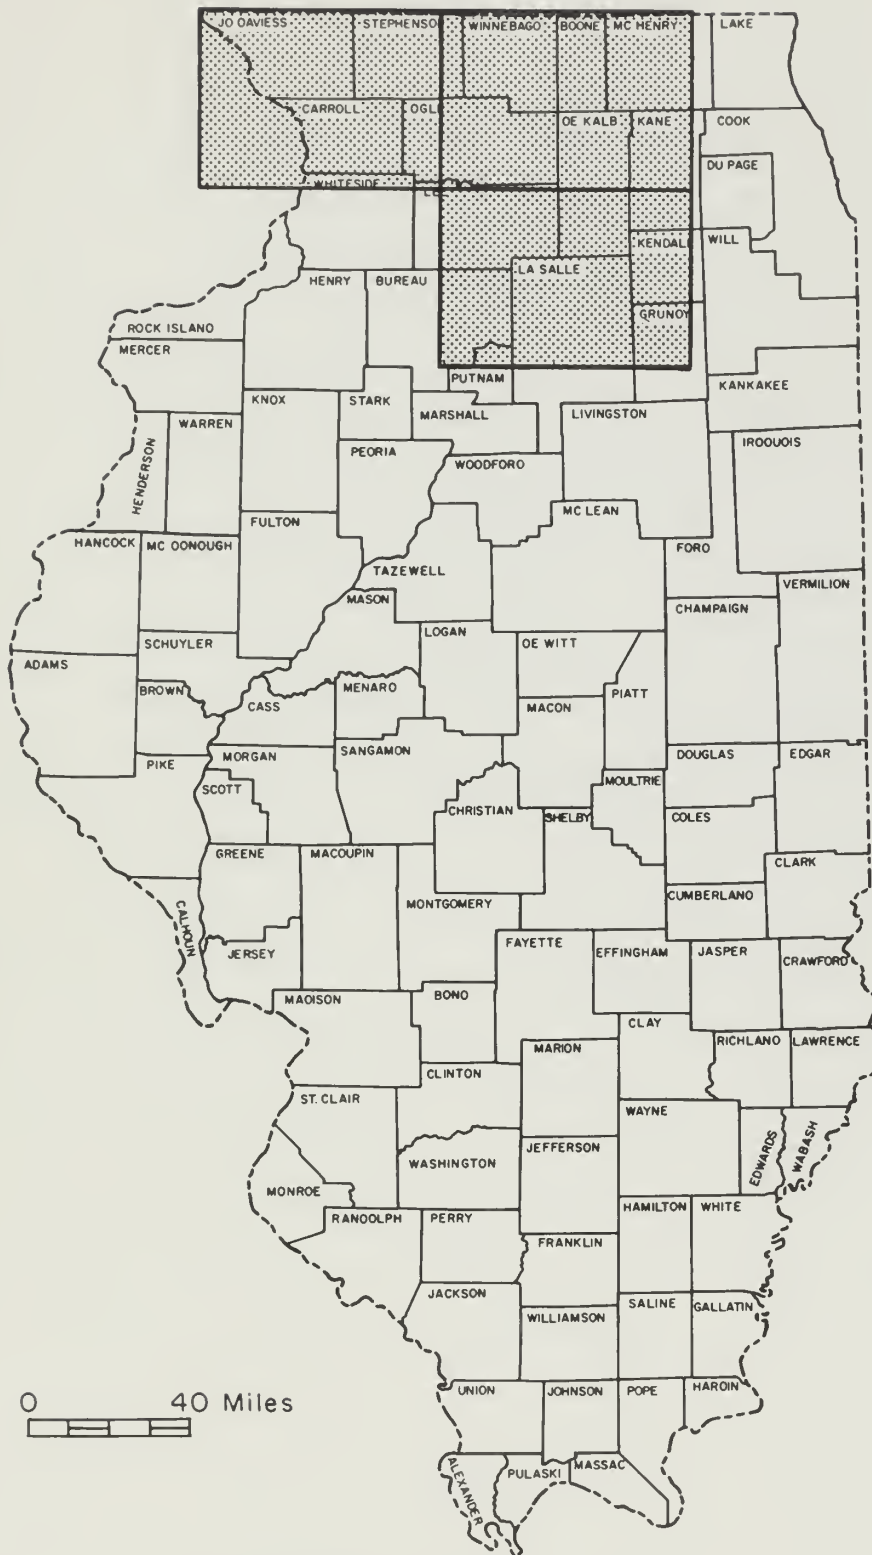 JO DAVIESS STEPHENSO WINNEBAGO BOONE MC HENRY LAKE
CARROLL OGL DE KALB KANE COOK
DU PAGE
WHITESIDE LEE
KENDALL WILL
LA SALLE
HENRY BUREAU
GRUNDY
ROCK ISLAND
MERCER
PUTNAM
KANKAKEE
KNOX STARK
MARSHALL LIVINGSTON
WARREN
HENDERSON
PEORIA
IROQUOIS
WOODFORD
MC LEAN
FULTON
HANCOCK MC DONOUGH
FORD
TAZEWELL
VERMILION
MASON
CHAMPAIGN
LOGAN
SCHUYLER DE WITT
ADAMS
BROWN
CASS MENARD
PIATT
MACON
PIKE MORGAN SANGAMON
DOUGLAS EDGAR
SCOTT
MOULTRIE
CHRISTIAN SHELBY COLES
GREENE MACOUPIN
CLARK
CUMBERLAND
MONTGOMERY
CALHOUN
FAYETTE
JERSEY
EFFINGHAM JASPER
CRAWFORD
MADISON BOND
CLAY
RICHLAND LAWRENCE
MARION
CLINTON
ST. CLAIR
WAYNE
EDWARDS WABASH
WASHINGTON JEFFERSON
MONROE
HAMILTON WHITE
RANDOLPH PERRY
FRANKLIN
JACKSON
SALINE GALLATIN
WILLIAMSON
UNION JOHNSON POPE HARDIN
0 40 Miles
ALEXANDER PULASKI MASSAC